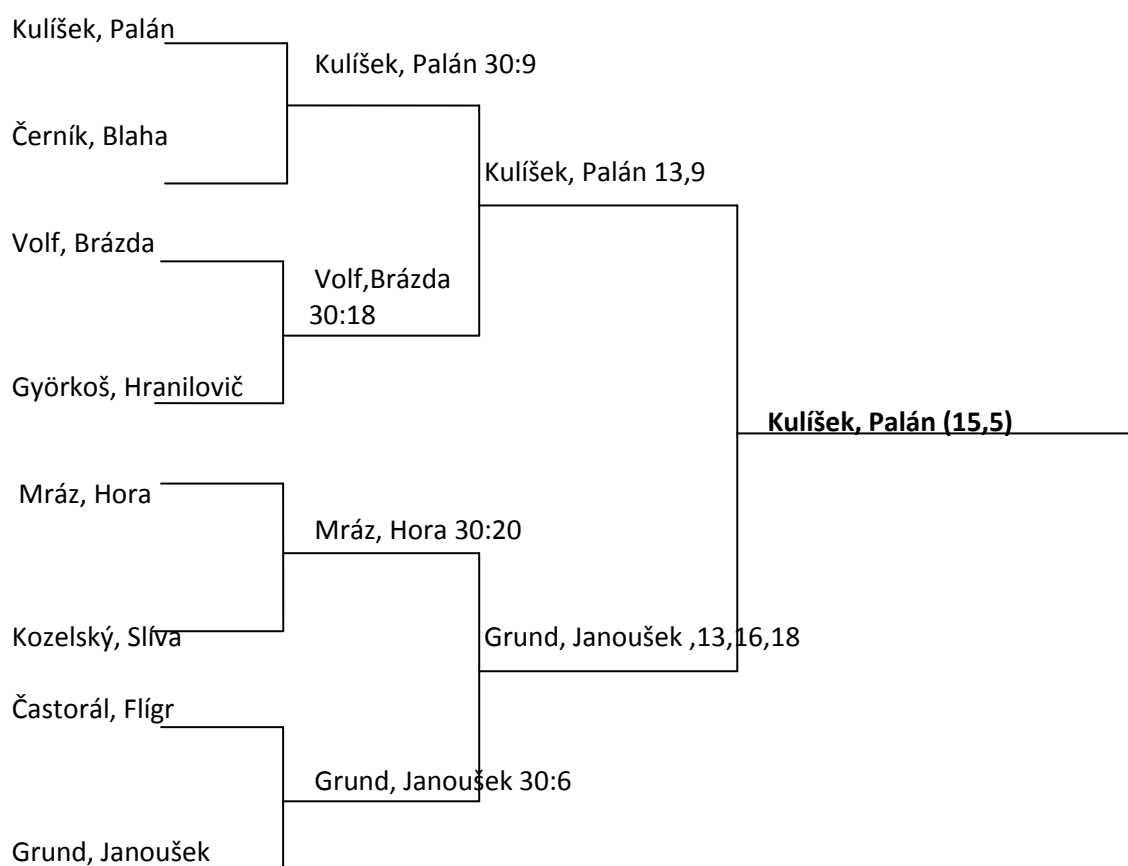 Kulíšek, Palán
Kulíšek, Palán 30:9
Černík, Blaha
Kulíšek, Palán 13,9
Volf, Brázda
Volf,Brázda
30:18
Györkoš, Hranilovič
Kulíšek, Palán (15,5)
Mráz, Hora
Mráz, Hora 30:20
Kozelský, Slíva
Grund, Janoušek ,13,16,18
Častorál, Flígr
Grund, Janoušek 30:6
Grund, Janoušek